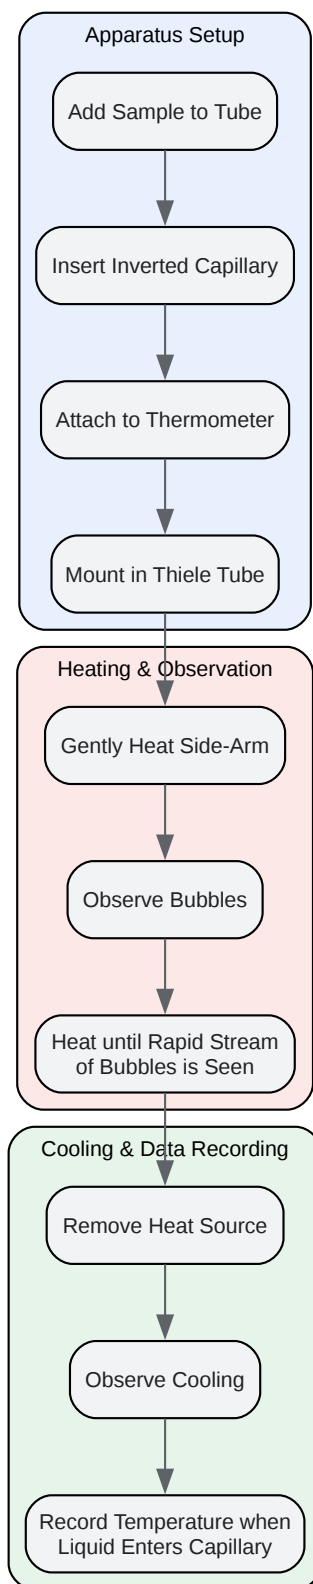 Apparatus Setup
Add Sample to Tube
Insert Inverted Capillary
Attach to Thermometer
Mount in Thiele Tube
Heating & Observation
Gently Heat Side-Arm
Observe Bubbles
Heat until Rapid Stream
of Bubbles is Seen
Cooling & Data Recording
Remove Heat Source
Observe Cooling
Record Temperature when
Liquid Enters Capillary